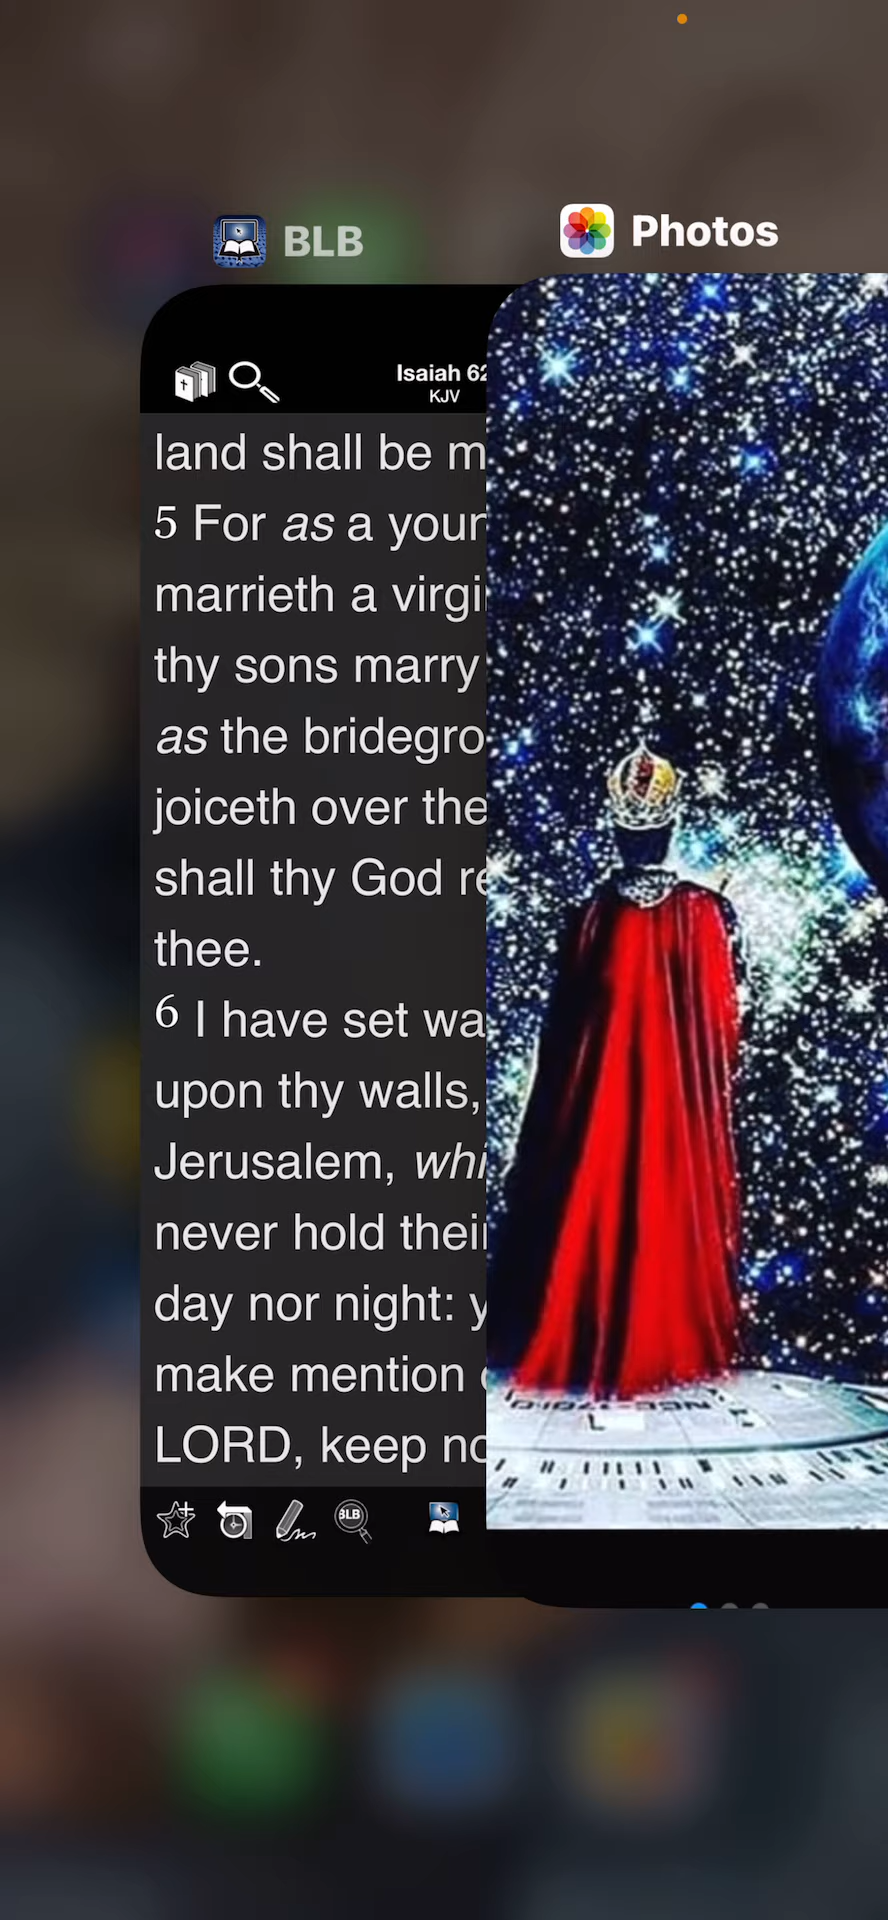 BLB
Photos
Isaiah 62
KJV
land shall be m
5 For as a your
marrieth a virgi
thy sons marry
as the bridegro
joiceth over the
shall thy God re
thee.
6 I have set wa
upon thy walls,
Jerusalem, whi
never hold their
day nor night: y
make mention
LORD, keep no
BLB